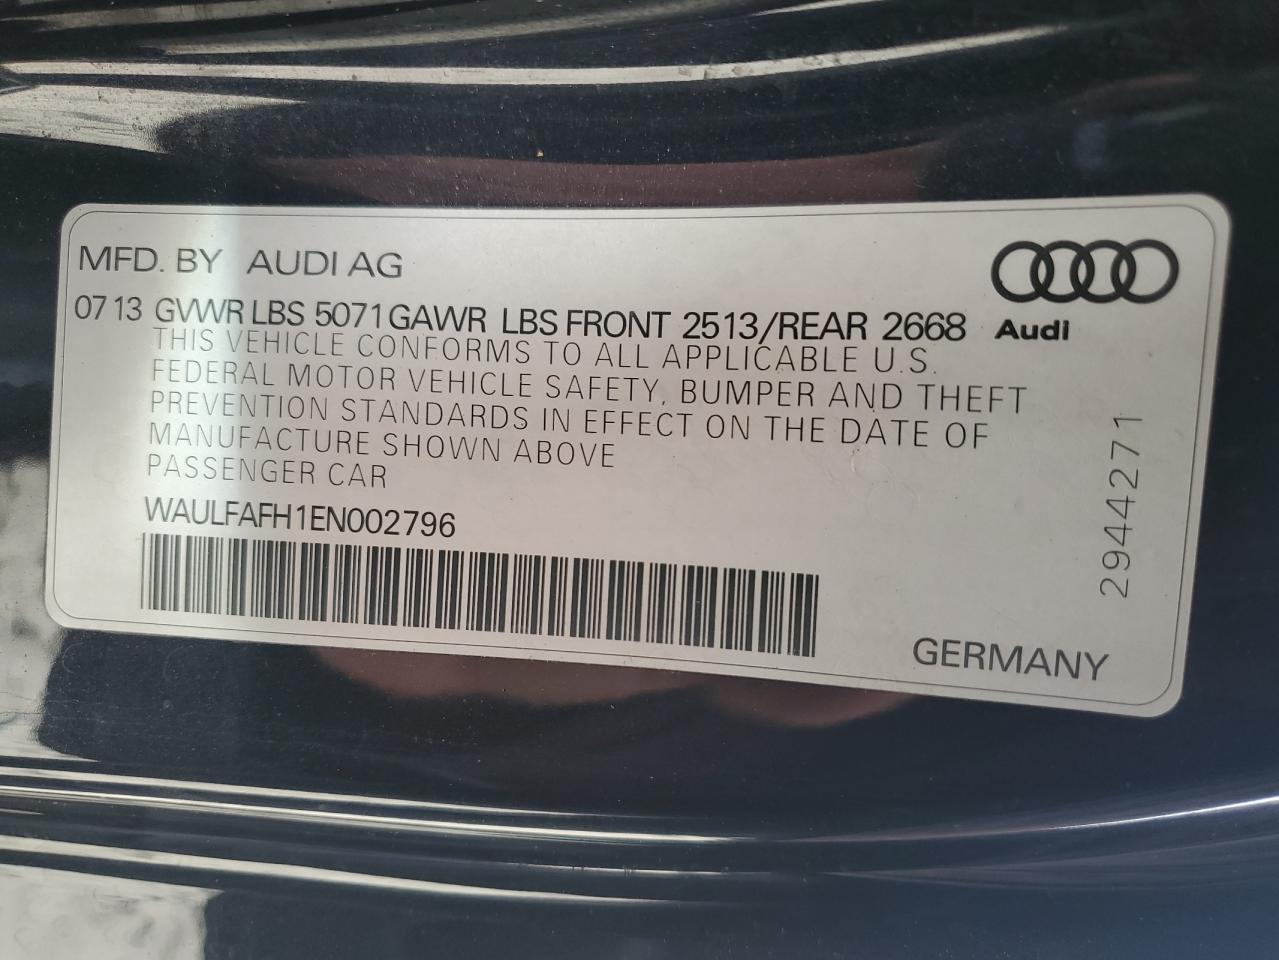 MFD. BY AUDI AG
07 13 GVWR LBS 5071 GAWR LBS FRONT 2513/REAR 2668
Audi
THIS VEHICLE CONFORMS TO ALL APPLICABLE U.S.
FEDERAL MOTOR VEHICLE SAFETY, BUMPER AND THEFT
PREVENTION STANDARDS IN EFFECT ON THE DATE OF
MANUFACTURE SHOWN ABOVE
PASSENGER CAR
WAULFAFH1EN002796
2944271
GERMANY